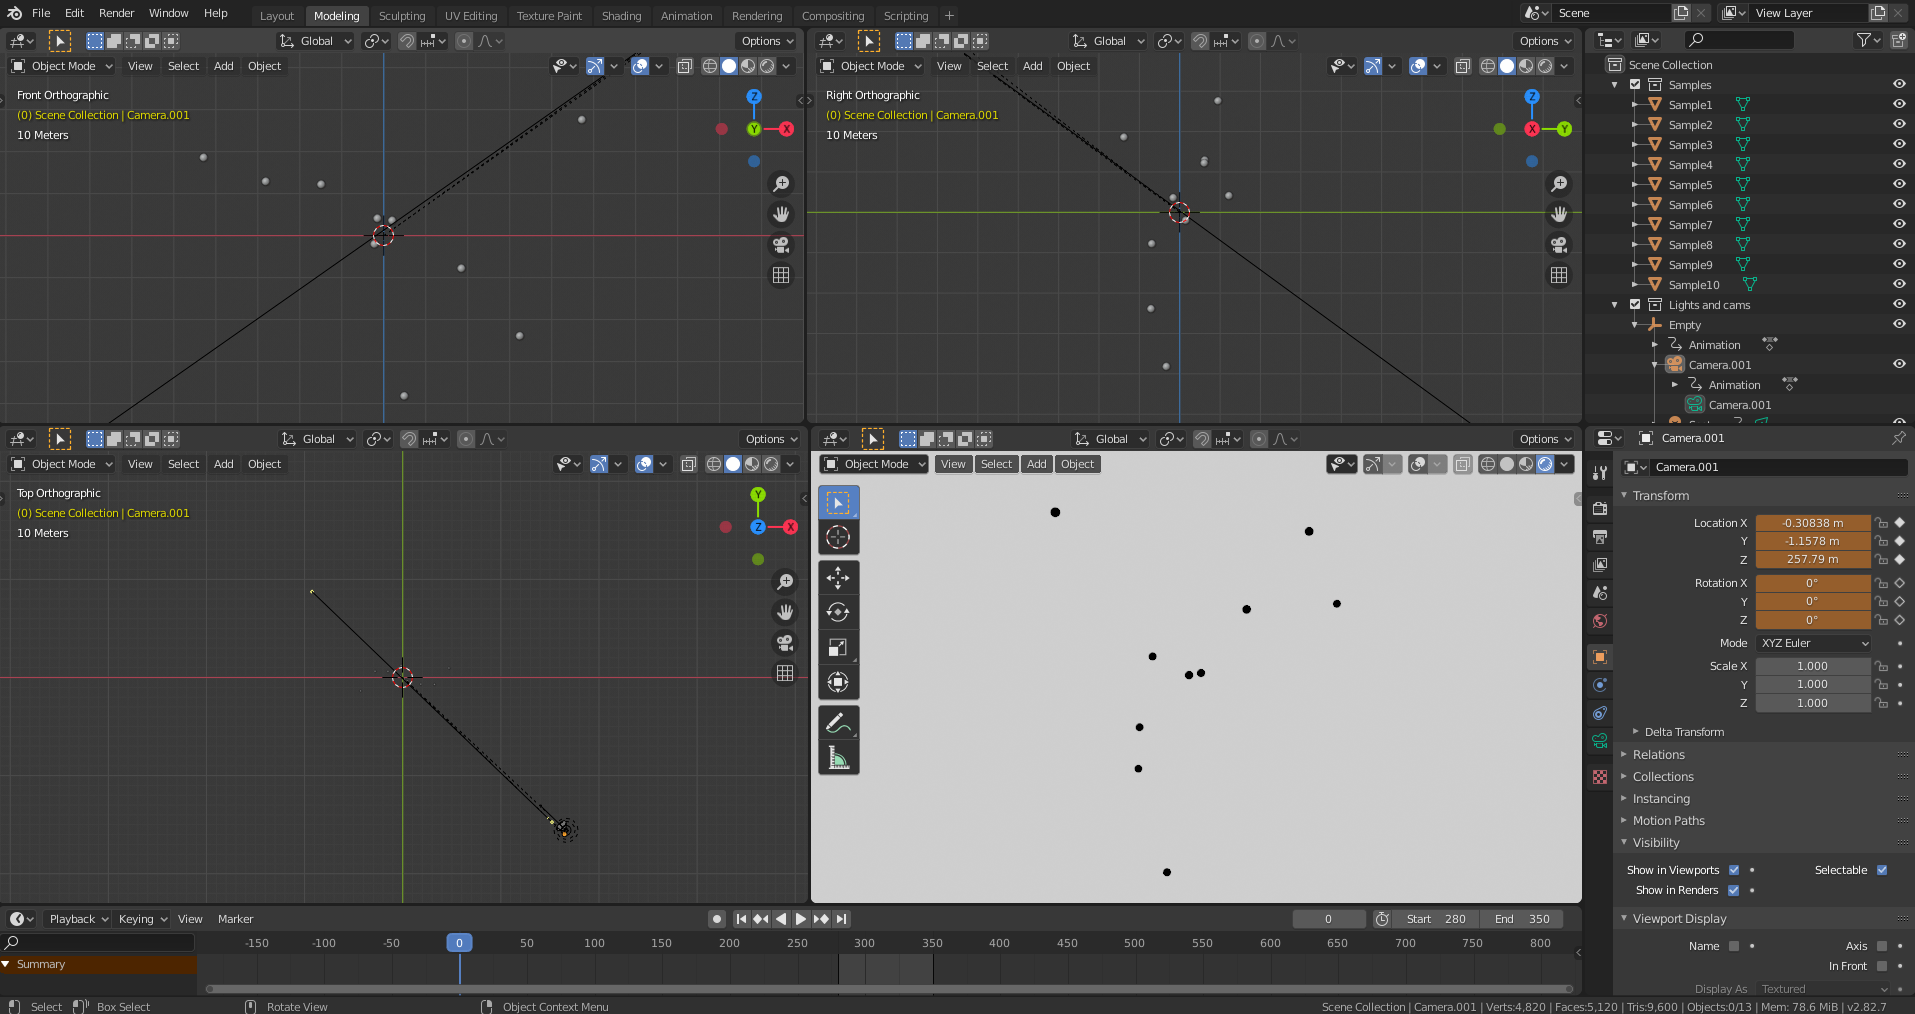 File Edit Render Window Help Layout Modeling Sculpting UV Editing Texture Paint Shading Animation Rendering Compositing Scripting + Scene View Layer
Global Options
Object Mode View Select Add Object
Front Orthographic
(0) Scene Collection | Camera.001
10 Meters
Z
Y X
Global Options
Object Mode View Select Add Object
Right Orthographic
(0) Scene Collection | Camera.001
10 Meters
Z
X Y
Scene Collection
Samples
Sample1
Sample2
Sample3
Sample4
Sample5
Sample6
Sample7
Sample8
Sample9
Sample10
Lights and cams
Empty
Animation
Camera.001
Animation
Camera.001
Global Options
Object Mode View Select Add Object
Top Orthographic
(0) Scene Collection | Camera.001
10 Meters
Y
Z X
Global Options
Object Mode View Select Add Object
Camera.001
Camera.001
Transform
Location X -0.30838 m
Y -1.1578 m
Z 257.79 m
Rotation X 0°
Y 0°
Z 0°
Mode XYZ Euler
Scale X 1.000
Y 1.000
Z 1.000
Delta Transform
Relations
Collections
Instancing
Motion Paths
Visibility
Show in Viewports Selectable
Show in Renders
Viewport Display
Name Axis
In Front
Display As Textured
Playback Keying View Marker 0 Start 280 End 350
-150 -100 -50 0 50 100 150 200 250 300 350 400 450 500 550 600 650 700 750 800
Summary
Select Box Select Rotate View Object Context Menu Scene Collection | Camera.001 | Verts:4,820 | Faces:5,120 | Tris:9,600 | Objects:0/13 | Mem: 78.6 MiB | v2.82.7